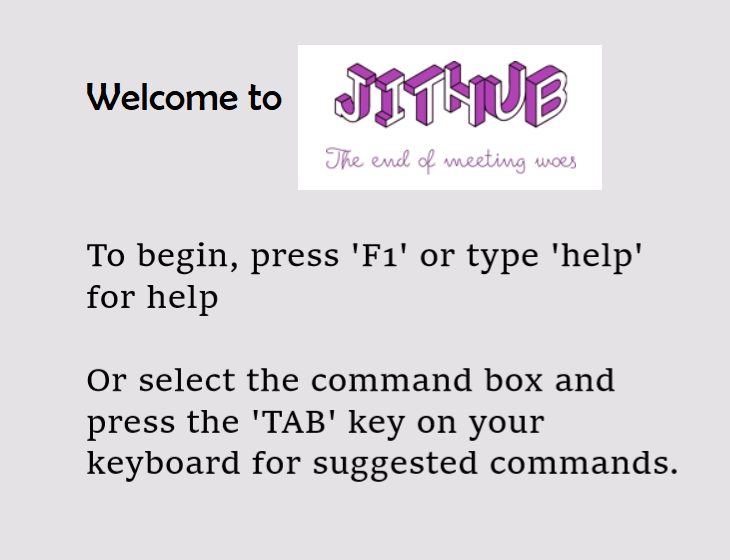 Welcome to JITHUB
The end of meeting woes
To begin, press 'F1' or type 'help'
for help
Or select the command box and
press the 'TAB' key on your
keyboard for suggested commands.